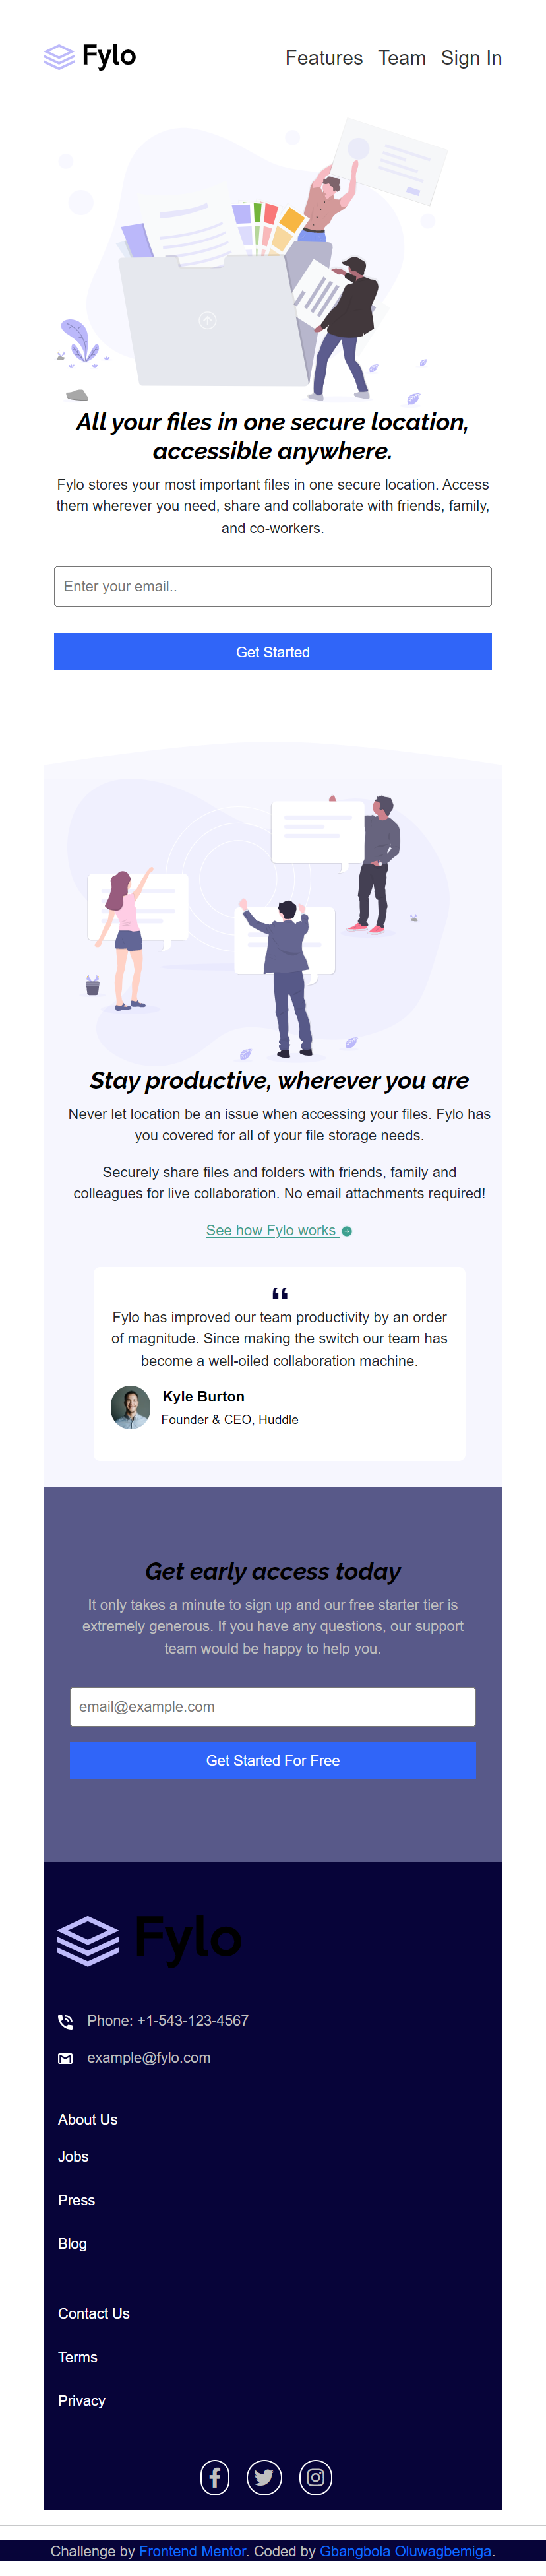 Fylo
Features Team Sign In
All your files in one secure location,
accessible anywhere.
Fylo stores your most important files in one secure location. Access
them wherever you need, share and collaborate with friends, family,
and co-workers.
Enter your email..
Get Started
Stay productive, wherever you are
Never let location be an issue when accessing your files. Fylo has
you covered for all of your file storage needs.
Securely share files and folders with friends, family and
colleagues for live collaboration. No email attachments required!
See how Fylo works
“
Fylo has improved our team productivity by an order
of magnitude. Since making the switch our team has
become a well-oiled collaboration machine.
Kyle Burton
Founder & CEO, Huddle
Get early access today
It only takes a minute to sign up and our free starter tier is
extremely generous. If you have any questions, our support
team would be happy to help you.
email@example.com
Get Started For Free
Fylo
Phone: +1-543-123-4567
example@fylo.com
About Us
Jobs
Press
Blog
Contact Us
Terms
Privacy
Challenge by Frontend Mentor. Coded by Gbangbola Oluwagbemiga.